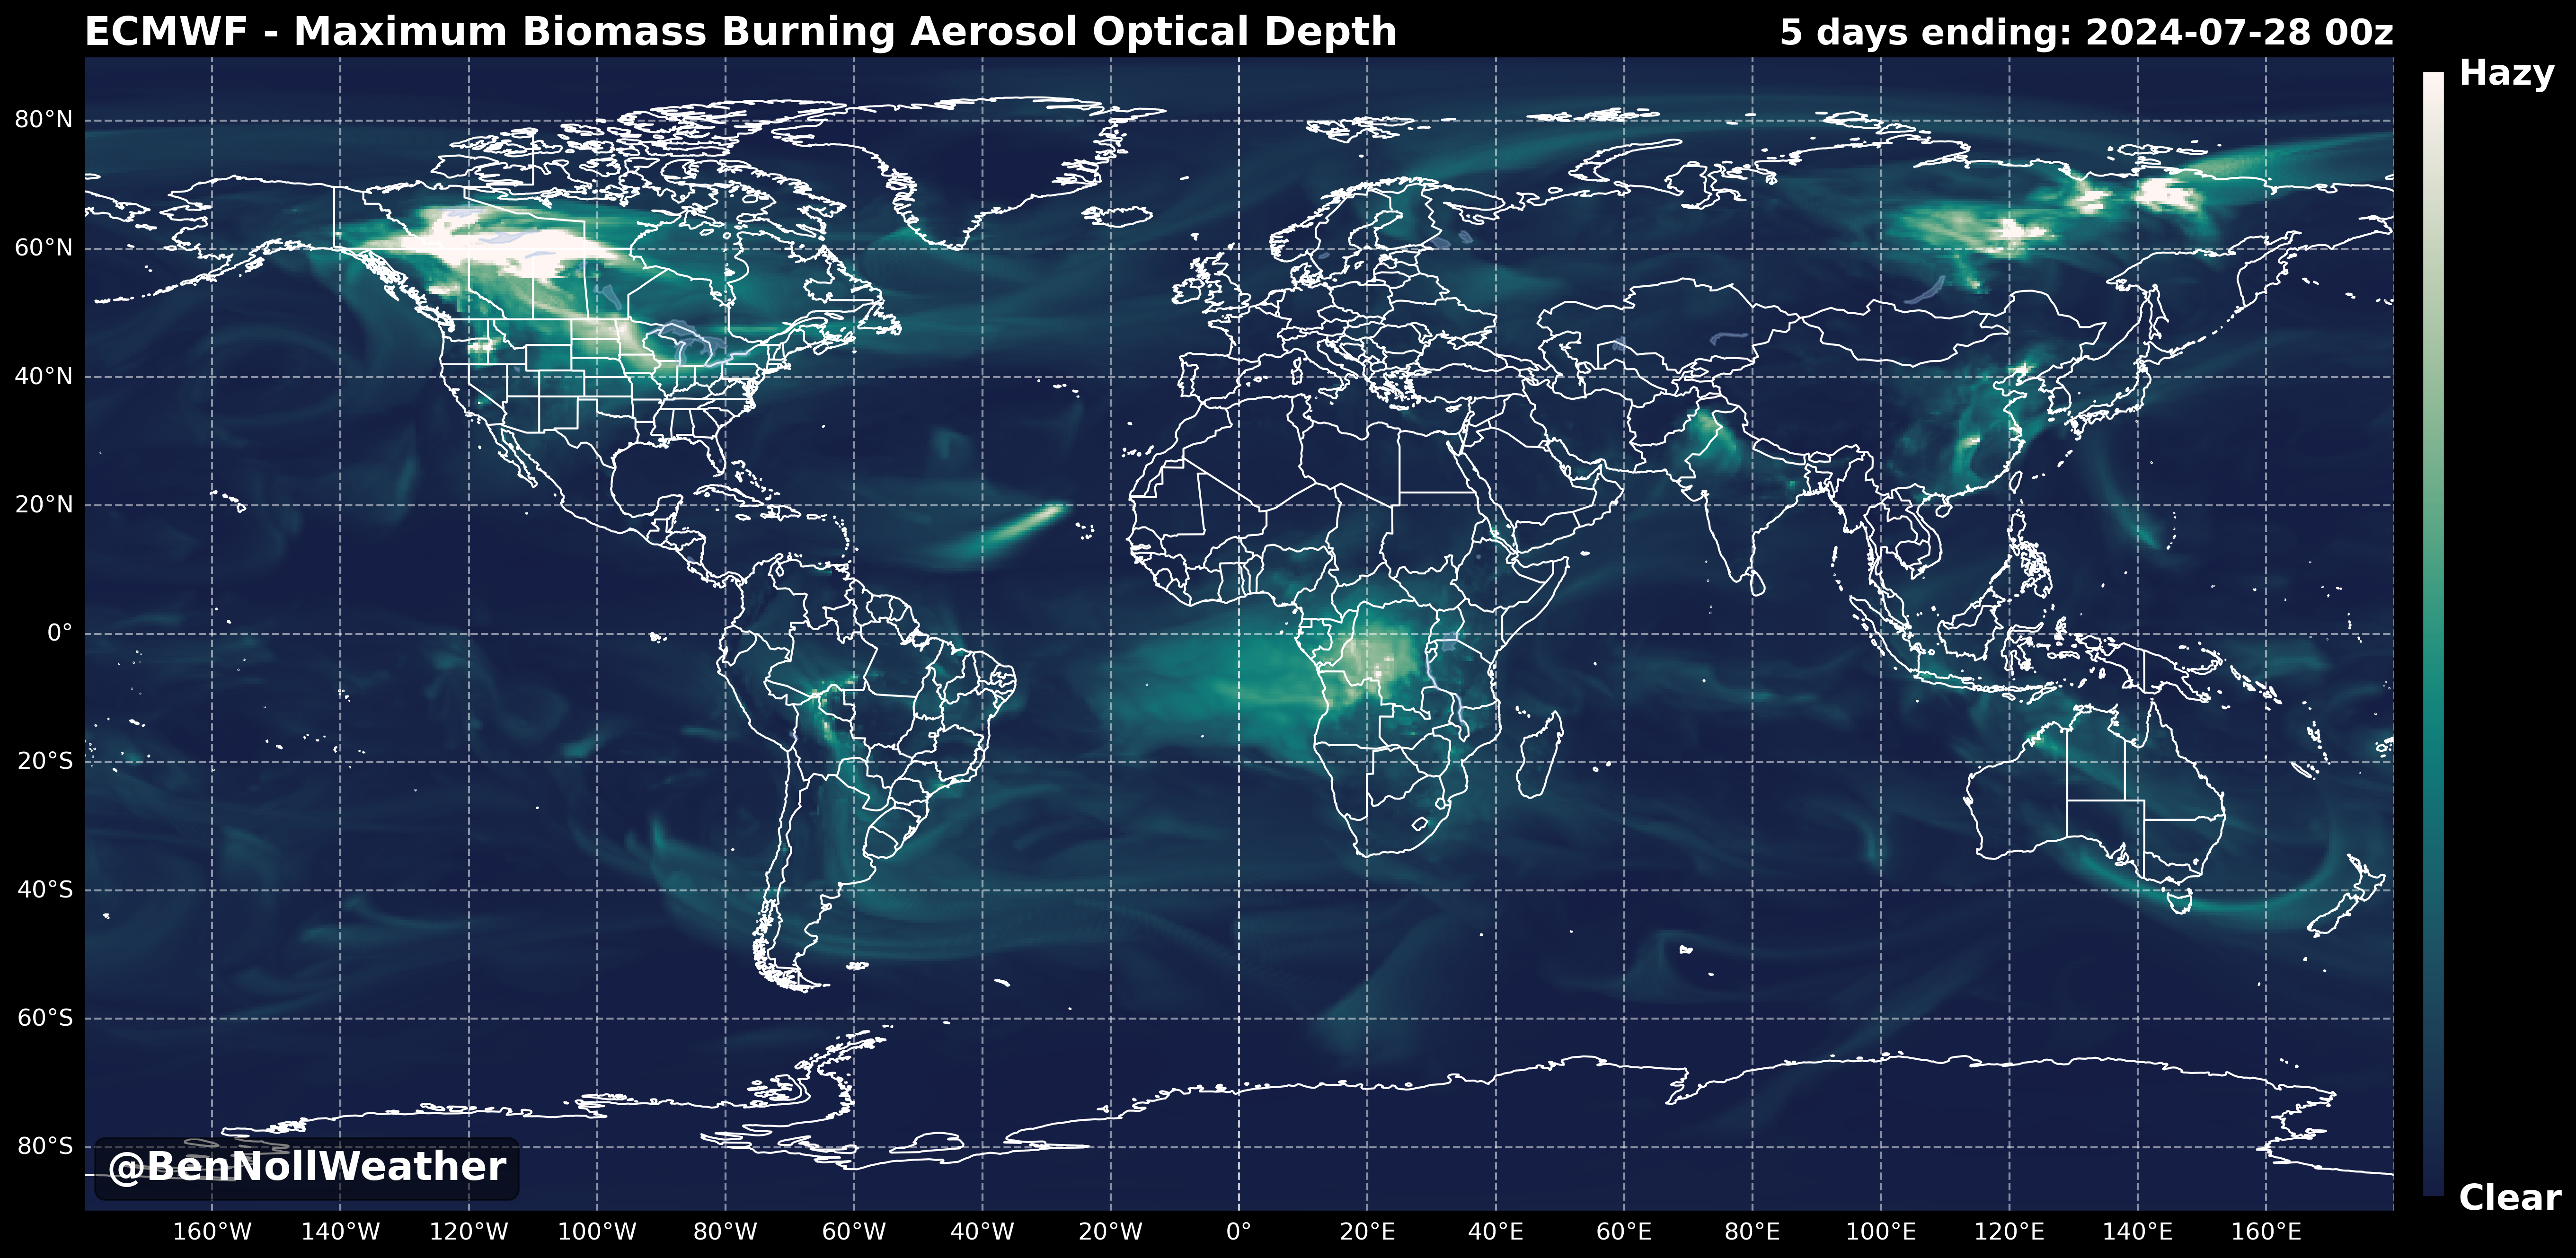 ECMWF - Maximum Biomass Burning Aerosol Optical Depth
5 days ending: 2024-07-28 00z
Hazy
80°N
60°N
40°N
20°N
0°
20°S
40°S
60°S
80°S
@BenNollWeather
Clear
160°W 140°W 120°W 100°W 80°W 60°W 40°W 20°W 0° 20°E 40°E 60°E 80°E 100°E 120°E 140°E 160°E